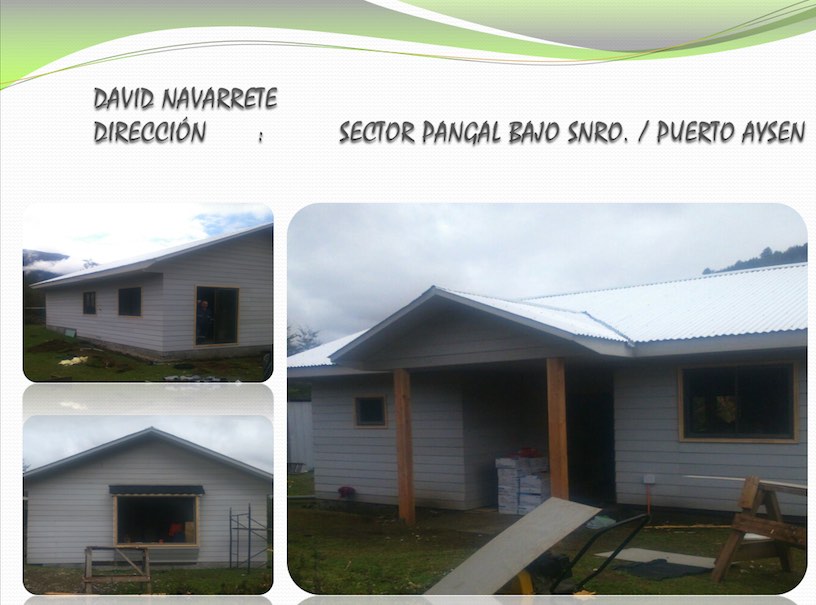 DAVID NAVARRETE
DIRECCIÓN : SECTOR PANGAL BAJO SNRO. / PUERTO AYSEN